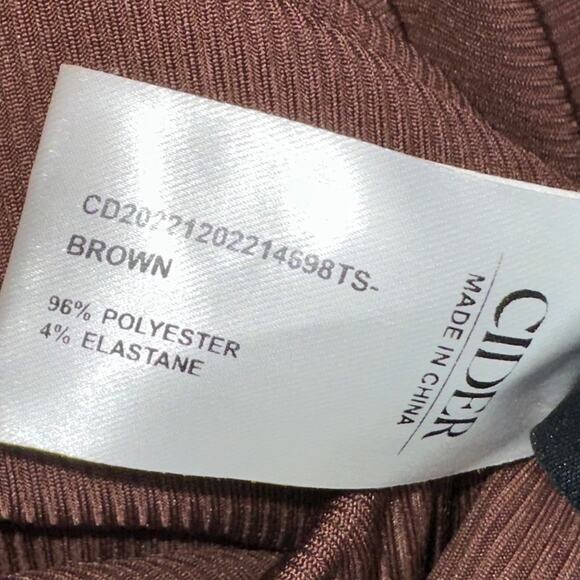 CD20221202214698TS-
BROWN
96% POLYESTER
4% ELASTANE
CIDER
MADE IN CHINA